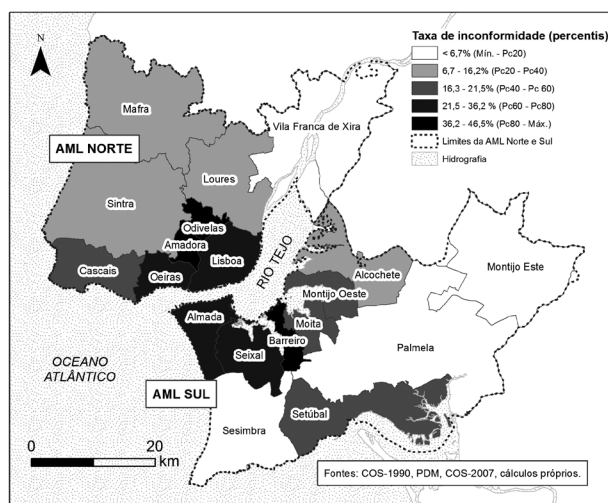 N
Taxa de inconformidade (percentis)
< 6,7% (Mín. - Pc20)
6,7 - 16,2% (Pc20 - Pc40)
16,3 - 21,5% (Pc40 - Pc 60)
21,5 - 36,2 % (Pc60 - Pc80)
36,2 - 46,5% (Pc80 - Máx.)
Limites da AML Norte e Sul
Hidrografia
Mafra
Vila Franca de Xira
AML NORTE
Loures
Sintra
Odivelas
Amadora
Lisboa
Cascais
Oeiras
RIO TEJO
Alcochete
Montijo Este
Montijo Oeste
Almada
Moita
Barreiro
Seixal
Palmela
OCEANO
ATLÂNTICO
AML SUL
Setúbal
Sesimbra
0 20
km
Fontes: COS-1990, PDM, COS-2007, cálculos próprios.